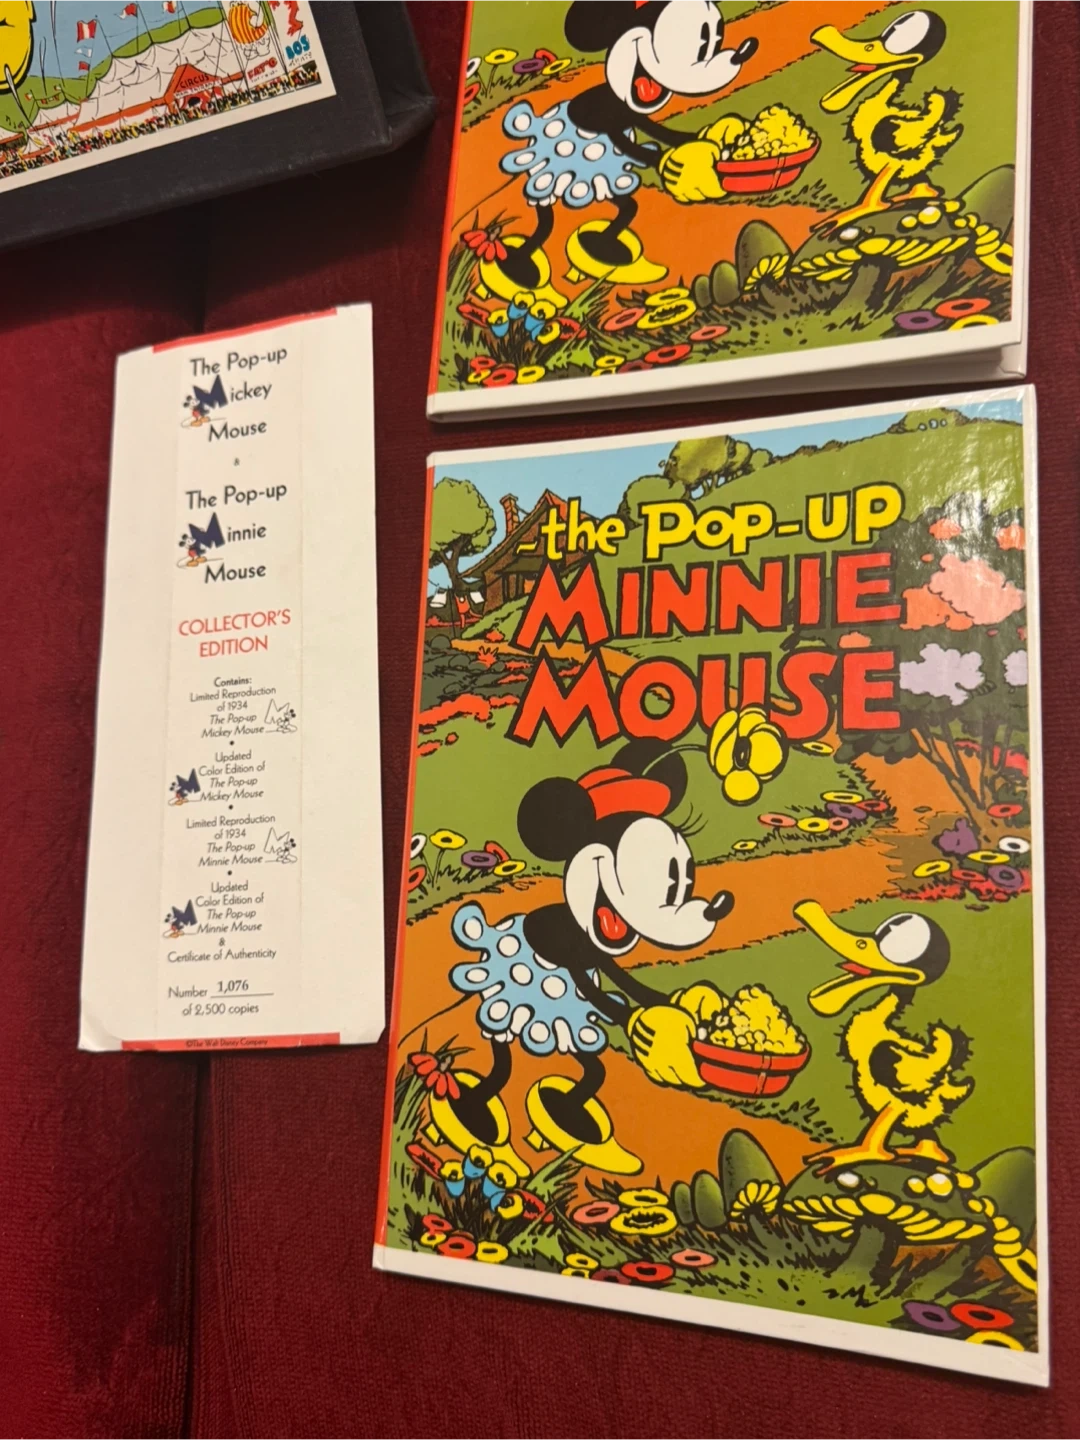 CIRCUS
BOS
The Pop-up
Mickey
Mouse
&
The Pop-up
Minnie
Mouse
COLLECTOR'S
EDITION
Contains:
Limited Reproduction
of 1934
The Pop-up
Mickey Mouse
•
Updated
Color Edition of
The Pop-up
Mickey Mouse
•
Limited Reproduction
of 1934
The Pop-up
Minnie Mouse
•
Updated
Color Edition of
The Pop-up
Minnie Mouse
&
Certificate of Authenticity
Number 1,076
of 2,500 copies
©The Walt Disney Company
-the POP-UP
MINNIE
MOUSE